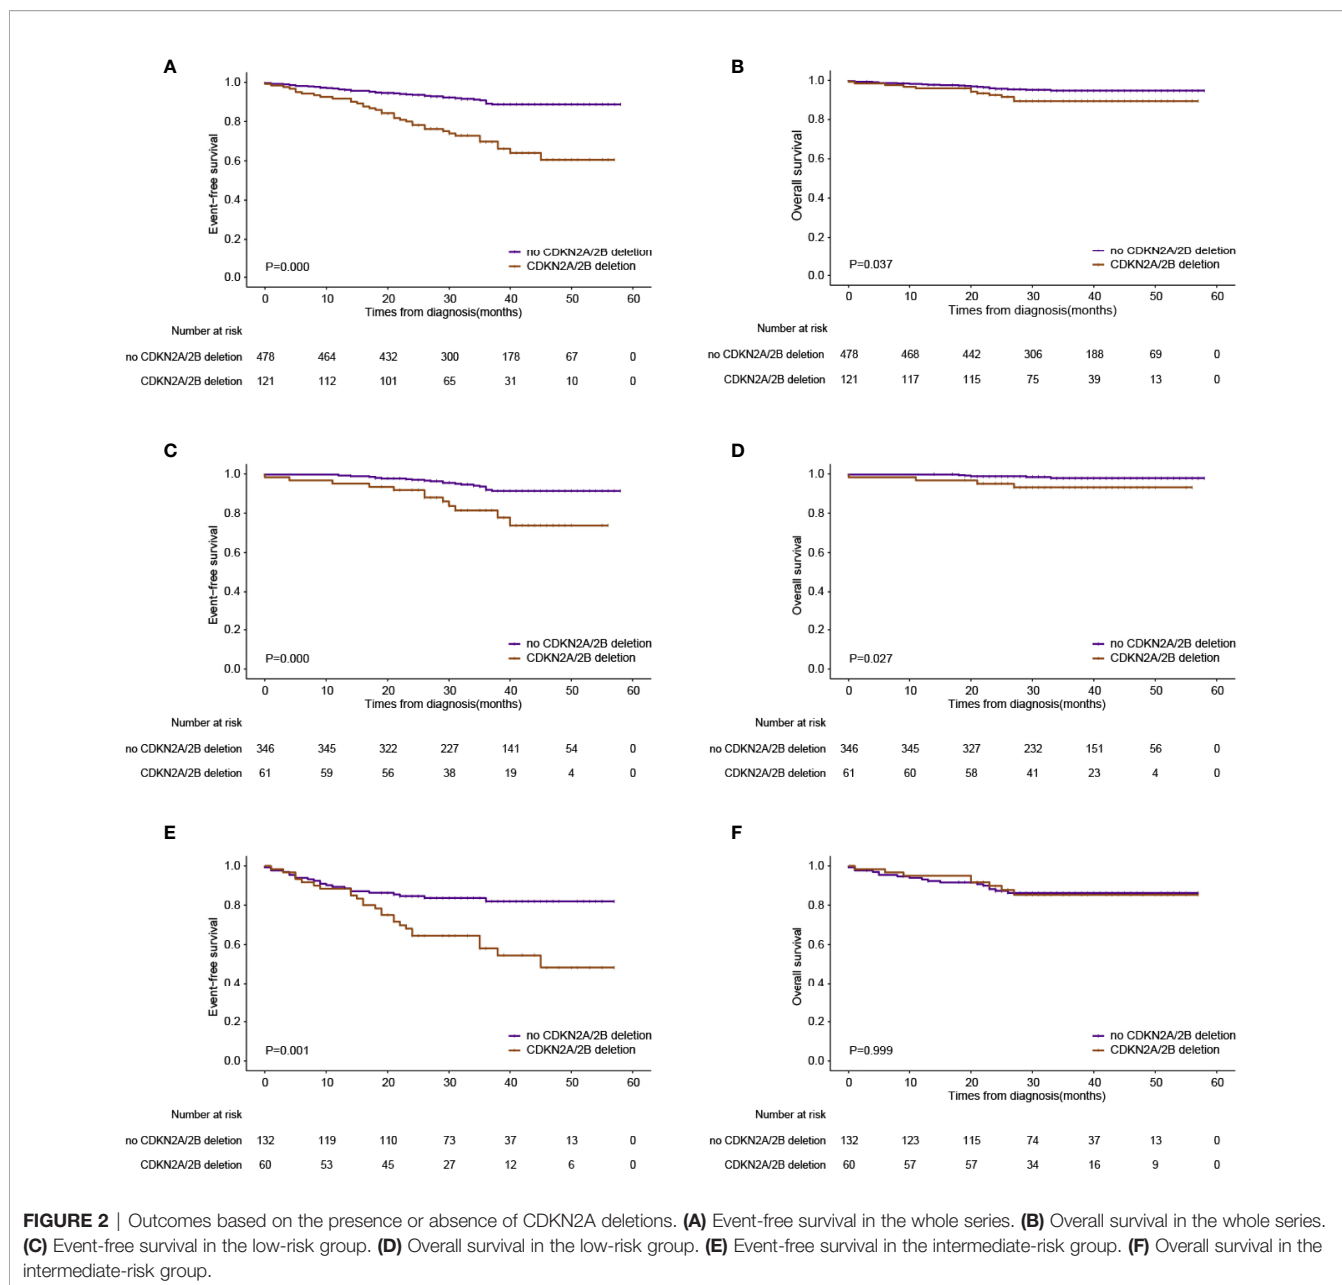 A
1.0
0.8
0.6
0.4
0.2
0.0
Event-free survival
no CDKN2A/2B deletion
CDKN2A/2B deletion
P=0.000
0 10 20 30 40 50 60
Times from diagnosis(months)
Number at risk
no CDKN2A/2B deletion 478 464 432 300 178 67 0
CDKN2A/2B deletion 121 112 101 65 31 10 0
B
1.0
0.8
0.6
0.4
0.2
0.0
Overall survival
no CDKN2A/2B deletion
CDKN2A/2B deletion
P=0.037
0 10 20 30 40 50 60
Times from diagnosis(months)
Number at risk
no CDKN2A/2B deletion 478 468 442 306 188 69 0
CDKN2A/2B deletion 121 117 115 75 39 13 0
C
1.0
0.8
0.6
0.4
0.2
0.0
Event-free survival
no CDKN2A/2B deletion
CDKN2A/2B deletion
P=0.000
0 10 20 30 40 50 60
Times from diagnosis(months)
Number at risk
no CDKN2A/2B deletion 346 345 322 227 141 54 0
CDKN2A/2B deletion 61 59 56 38 19 4 0
D
1.0
0.8
0.6
0.4
0.2
0.0
Overall survival
no CDKN2A/2B deletion
CDKN2A/2B deletion
P=0.027
0 10 20 30 40 50 60
Times from diagnosis(months)
Number at risk
no CDKN2A/2B deletion 346 345 327 232 151 56 0
CDKN2A/2B deletion 61 60 58 41 23 4 0
E
1.0
0.8
0.6
0.4
0.2
0.0
Event-free survival
no CDKN2A/2B deletion
CDKN2A/2B deletion
P=0.001
0 10 20 30 40 50 60
Number at risk
no CDKN2A/2B deletion 132 119 110 73 37 13 0
CDKN2A/2B deletion 60 53 45 27 12 6 0
F
1.0
0.8
0.6
0.4
0.2
0.0
Overall survival
no CDKN2A/2B deletion
CDKN2A/2B deletion
P=0.999
0 10 20 30 40 50 60
Times from diagnosis(months)
Number at risk
no CDKN2A/2B deletion 132 123 115 74 37 13 0
CDKN2A/2B deletion 60 57 57 34 16 9 0
FIGURE 2 | Outcomes based on the presence or absence of CDKN2A deletions. (A) Event-free survival in the whole series. (B) Overall survival in the whole series.
(C) Event-free survival in the low-risk group. (D) Overall survival in the low-risk group. (E) Event-free survival in the intermediate-risk group. (F) Overall survival in the
intermediate-risk group.